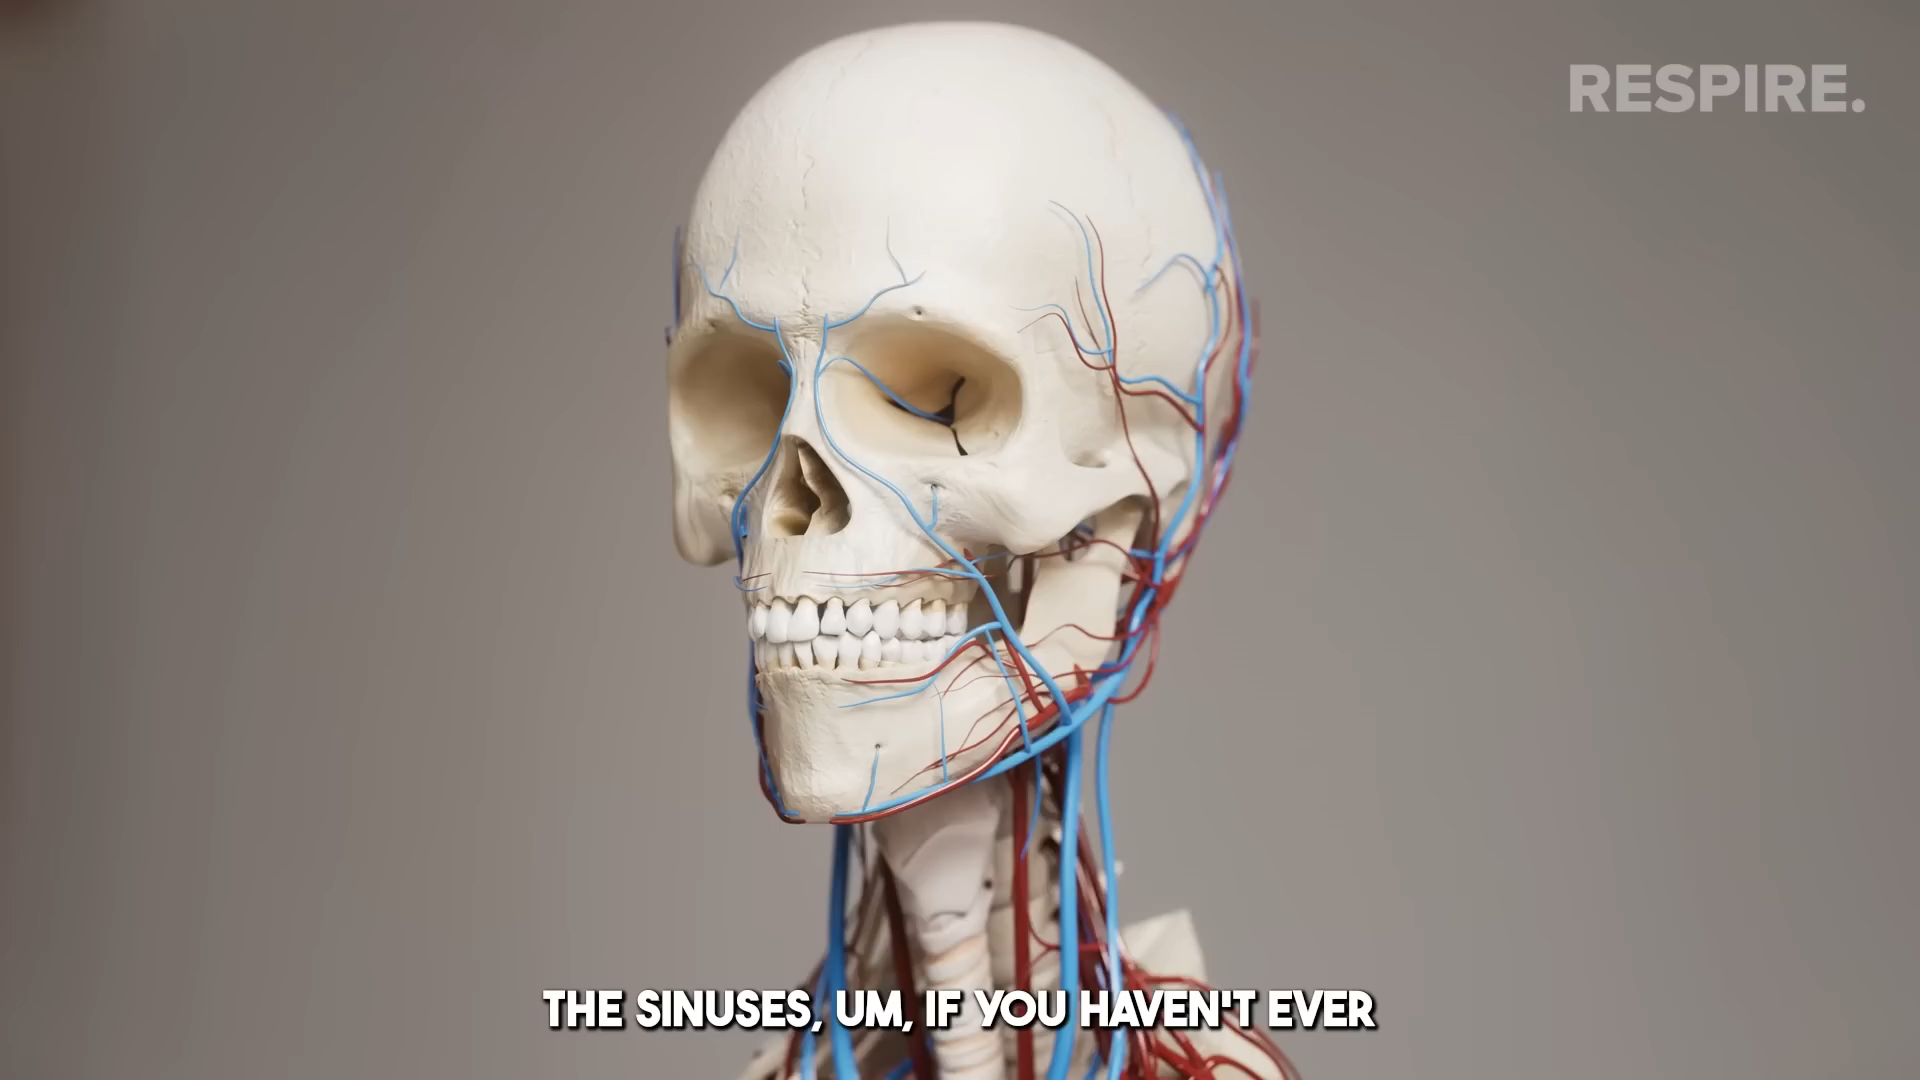 RESPIRE.
THE SINUSES, UM, IF YOU HAVEN'T EVER